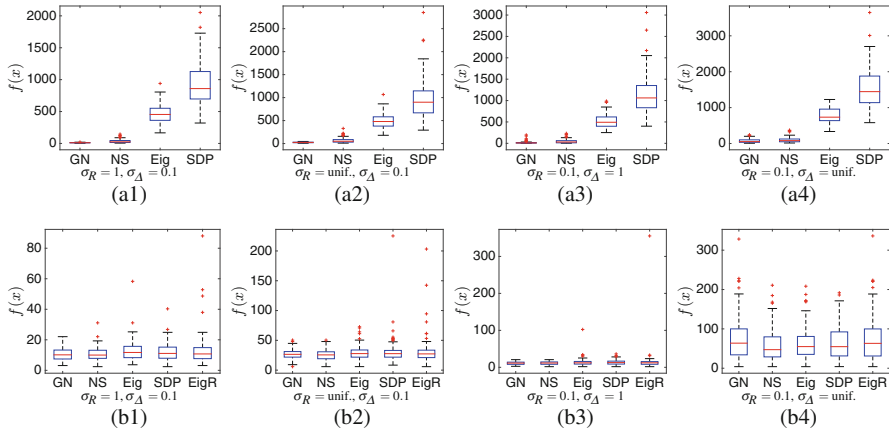 f(x) 2000 1500 1000 500 0 GN NS Eig SDP
σ_R = 1, σ_Δ = 0.1
(a1)
f(x) 2500 2000 1500 1000 500 0 GN NS Eig SDP
σ_R = unif., σ_Δ = 0.1
(a2)
f(x) 3000 2500 2000 1500 1000 500 0 GN NS Eig SDP
σ_R = 0.1, σ_Δ = 1
(a3)
f(x) 3000 2000 1000 0 GN NS Eig SDP
σ_R = 0.1, σ_Δ = unif.
(a4)
f(x) 80 60 40 20 0 GN NS Eig SDP EigR
σ_R = 1, σ_Δ = 0.1
(b1)
f(x) 200 150 100 50 0 GN NS Eig SDP EigR
σ_R = unif., σ_Δ = 0.1
(b2)
f(x) 300 200 100 0 GN NS Eig SDP EigR
σ_R = 0.1, σ_Δ = 1
(b3)
f(x) 300 200 100 0 GN NS Eig SDP EigR
σ_R = 0.1, σ_Δ = unif.
(b4)